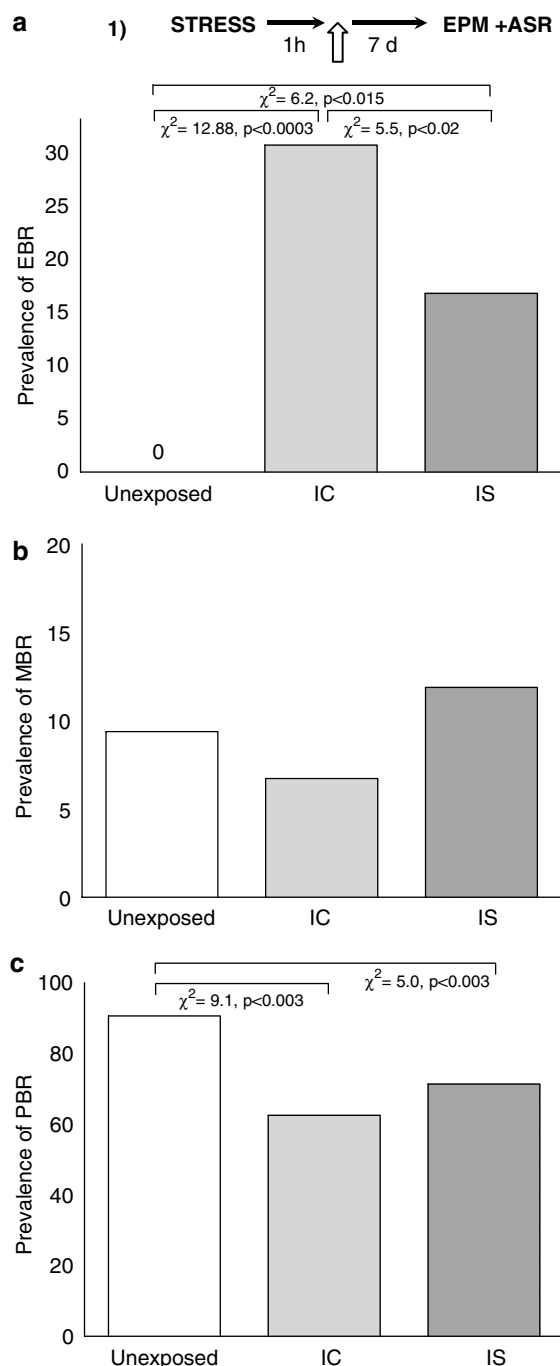 a 1) STRESS EPM +ASR
1h 7 d
χ2= 6.2, p<0.015
χ2= 12.88, p<0.0003 χ2= 5.5, p<0.02
Prevalence of EBR
30
25
20
15
10
5
0
0
Unexposed IC IS
b
Prevalence of MBR
20
15
10
5
0
Unexposed IC IS
c
Prevalence of PBR
100
80
60
40
20
0
χ2= 9.1, p<0.003 χ2= 5.0, p<0.003
Unexposed IC IS